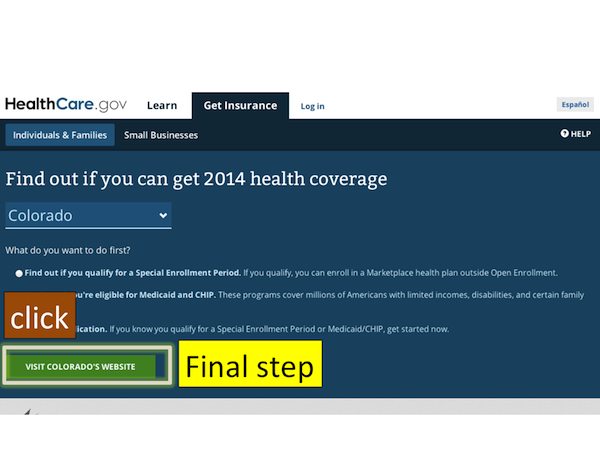 HealthCare.gov Learn Get Insurance Log in Español
Individuals & Families Small Businesses HELP
Find out if you can get 2014 health coverage
Colorado
What do you want to do first?
Find out if you qualify for a Special Enrollment Period. If you qualify, you can enroll in a Marketplace health plan outside Open Enrollment.
you're eligible for Medicaid and CHIP. These programs cover millions of Americans with limited incomes, disabilities, and certain family
click
If you know you qualify for a Special Enrollment Period or Medicaid/CHIP, get started now.
VISIT COLORADO'S WEBSITE
Final step